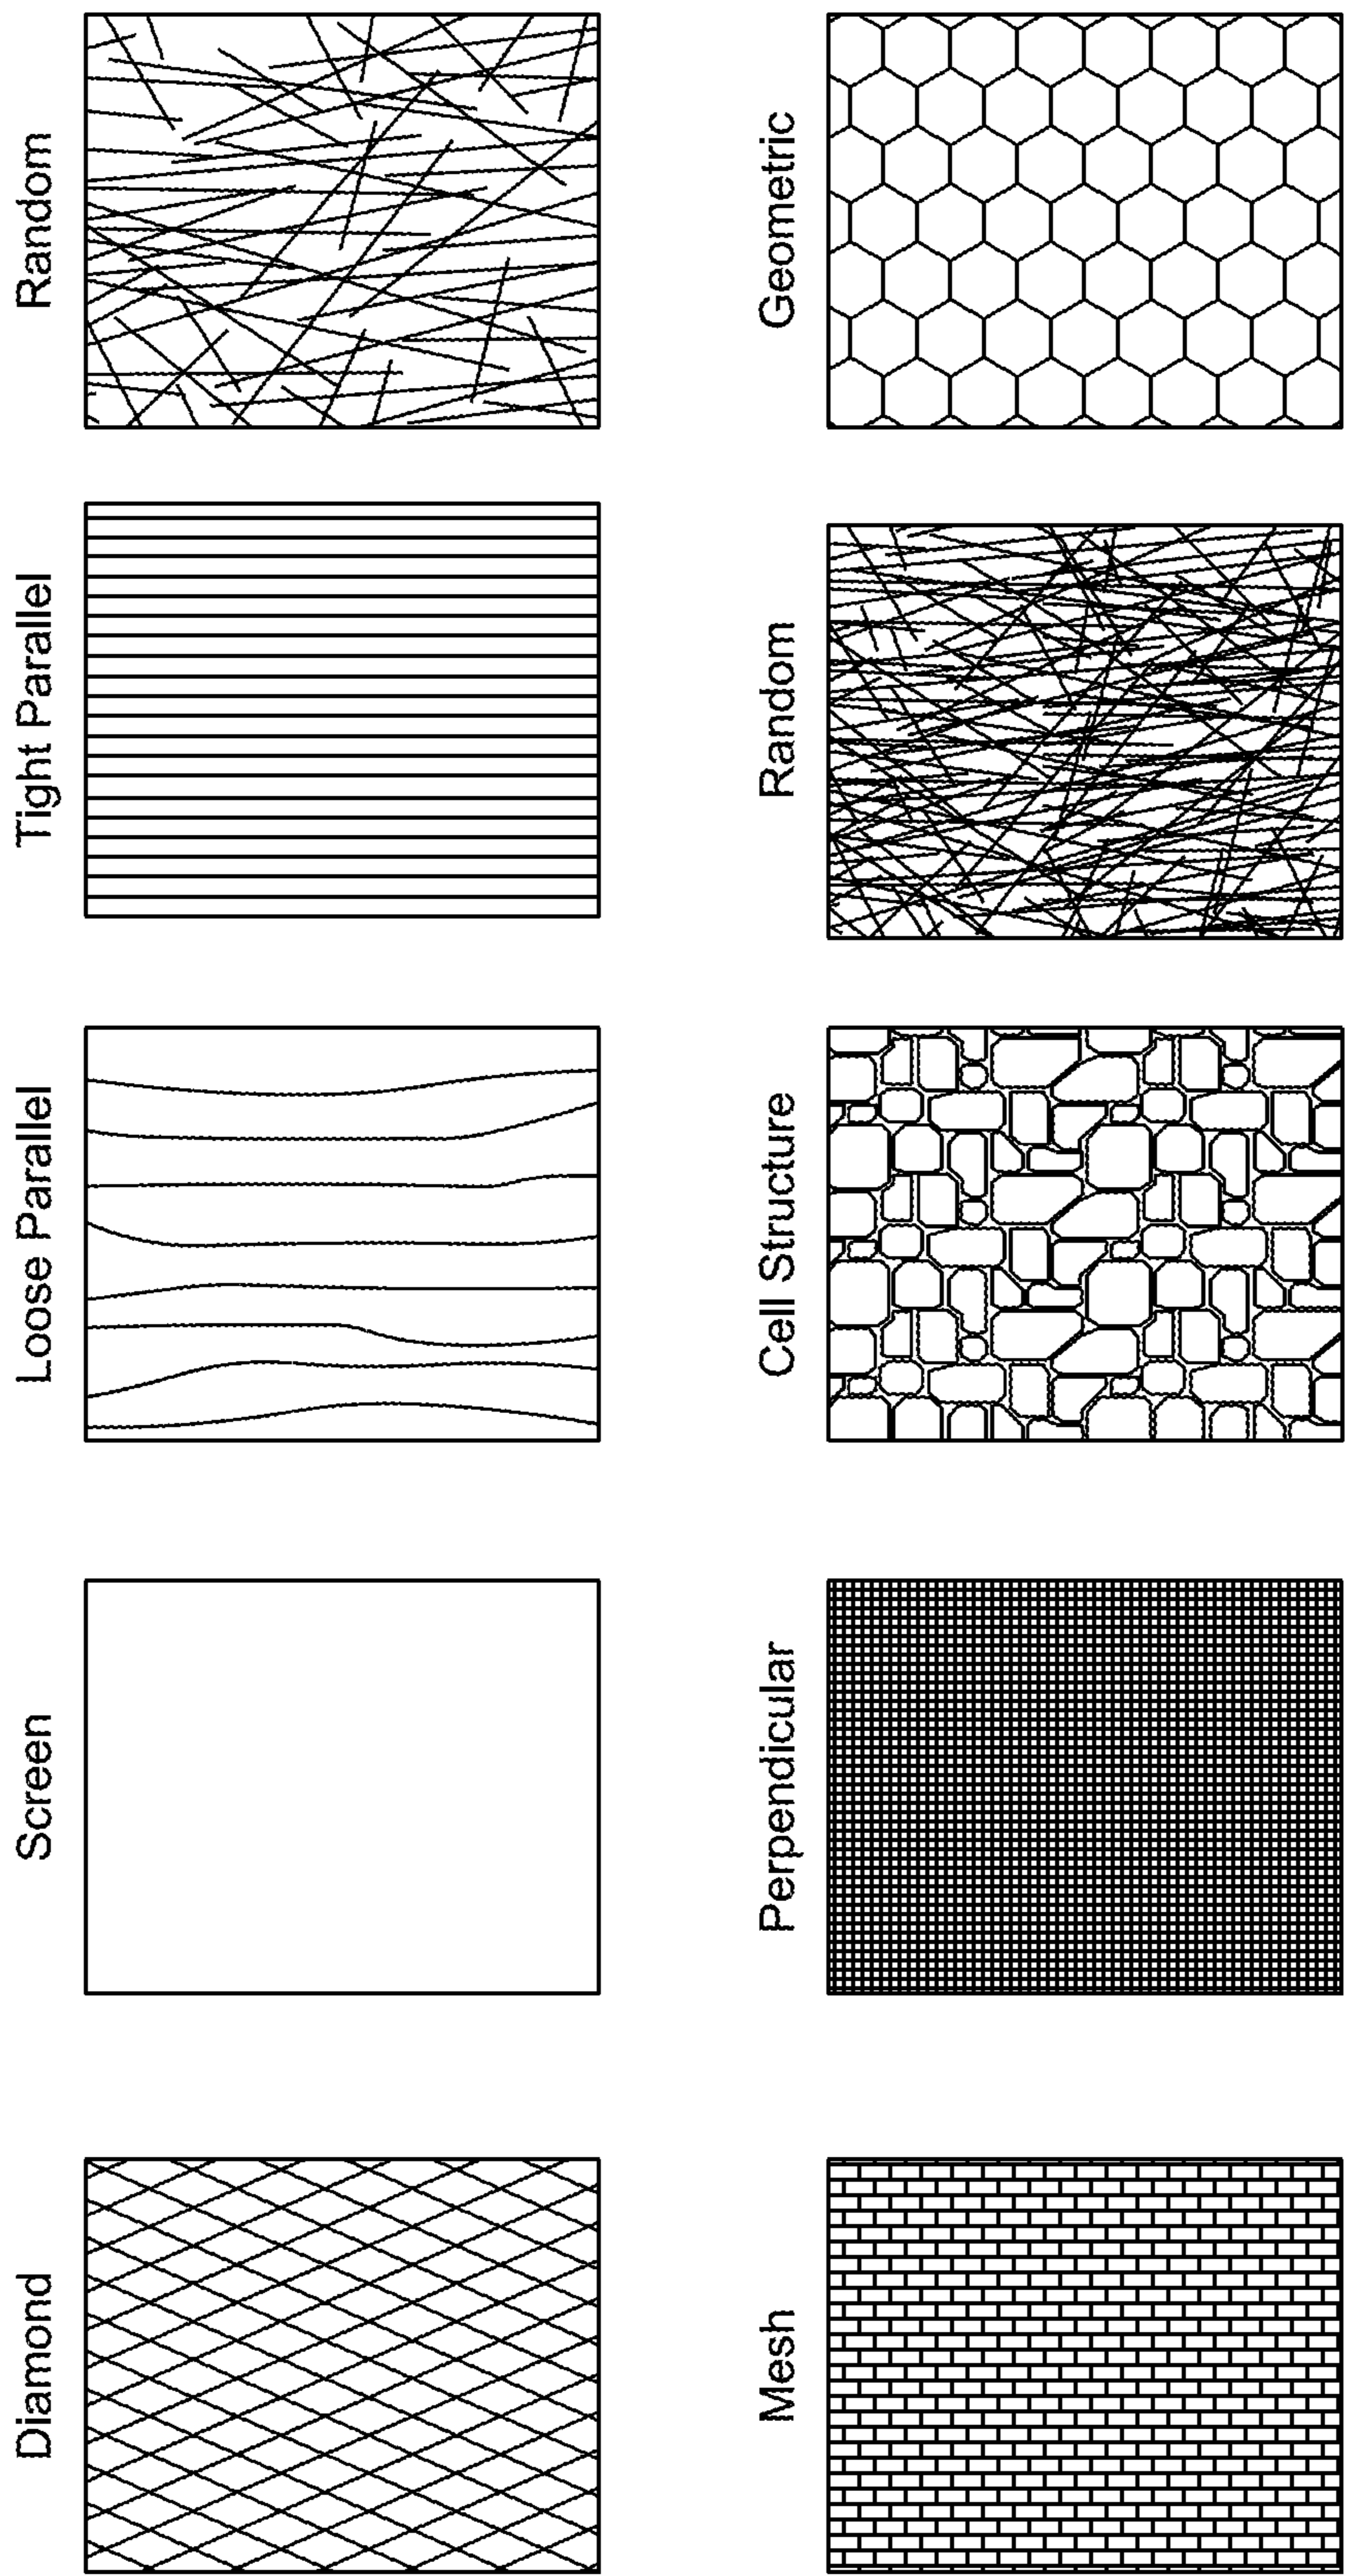 Diamond
Screen
Loose Parallel
Tight Parallel
Random
Mesh
Perpendicular
Cell Structure
Random
Geometric